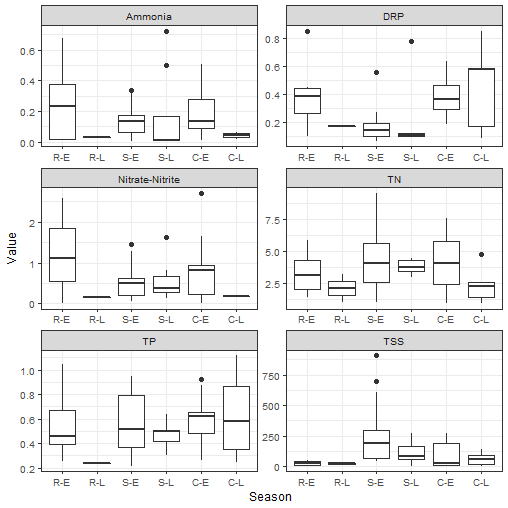 Ammonia DRP
0.6
0.4
0.2
0.0
0.8
0.6
0.4
0.2
R-E R-L S-E S-L C-E C-L R-E R-L S-E S-L C-E C-L
Nitrate-Nitrite TN
2
1
0
7.5
5.0
2.5
R-E R-L S-E S-L C-E C-L R-E R-L S-E S-L C-E C-L
TP TSS
1.0
0.8
0.6
0.4
0.2
750
500
250
0
R-E R-L S-E S-L C-E C-L R-E R-L S-E S-L C-E C-L
Value
Season